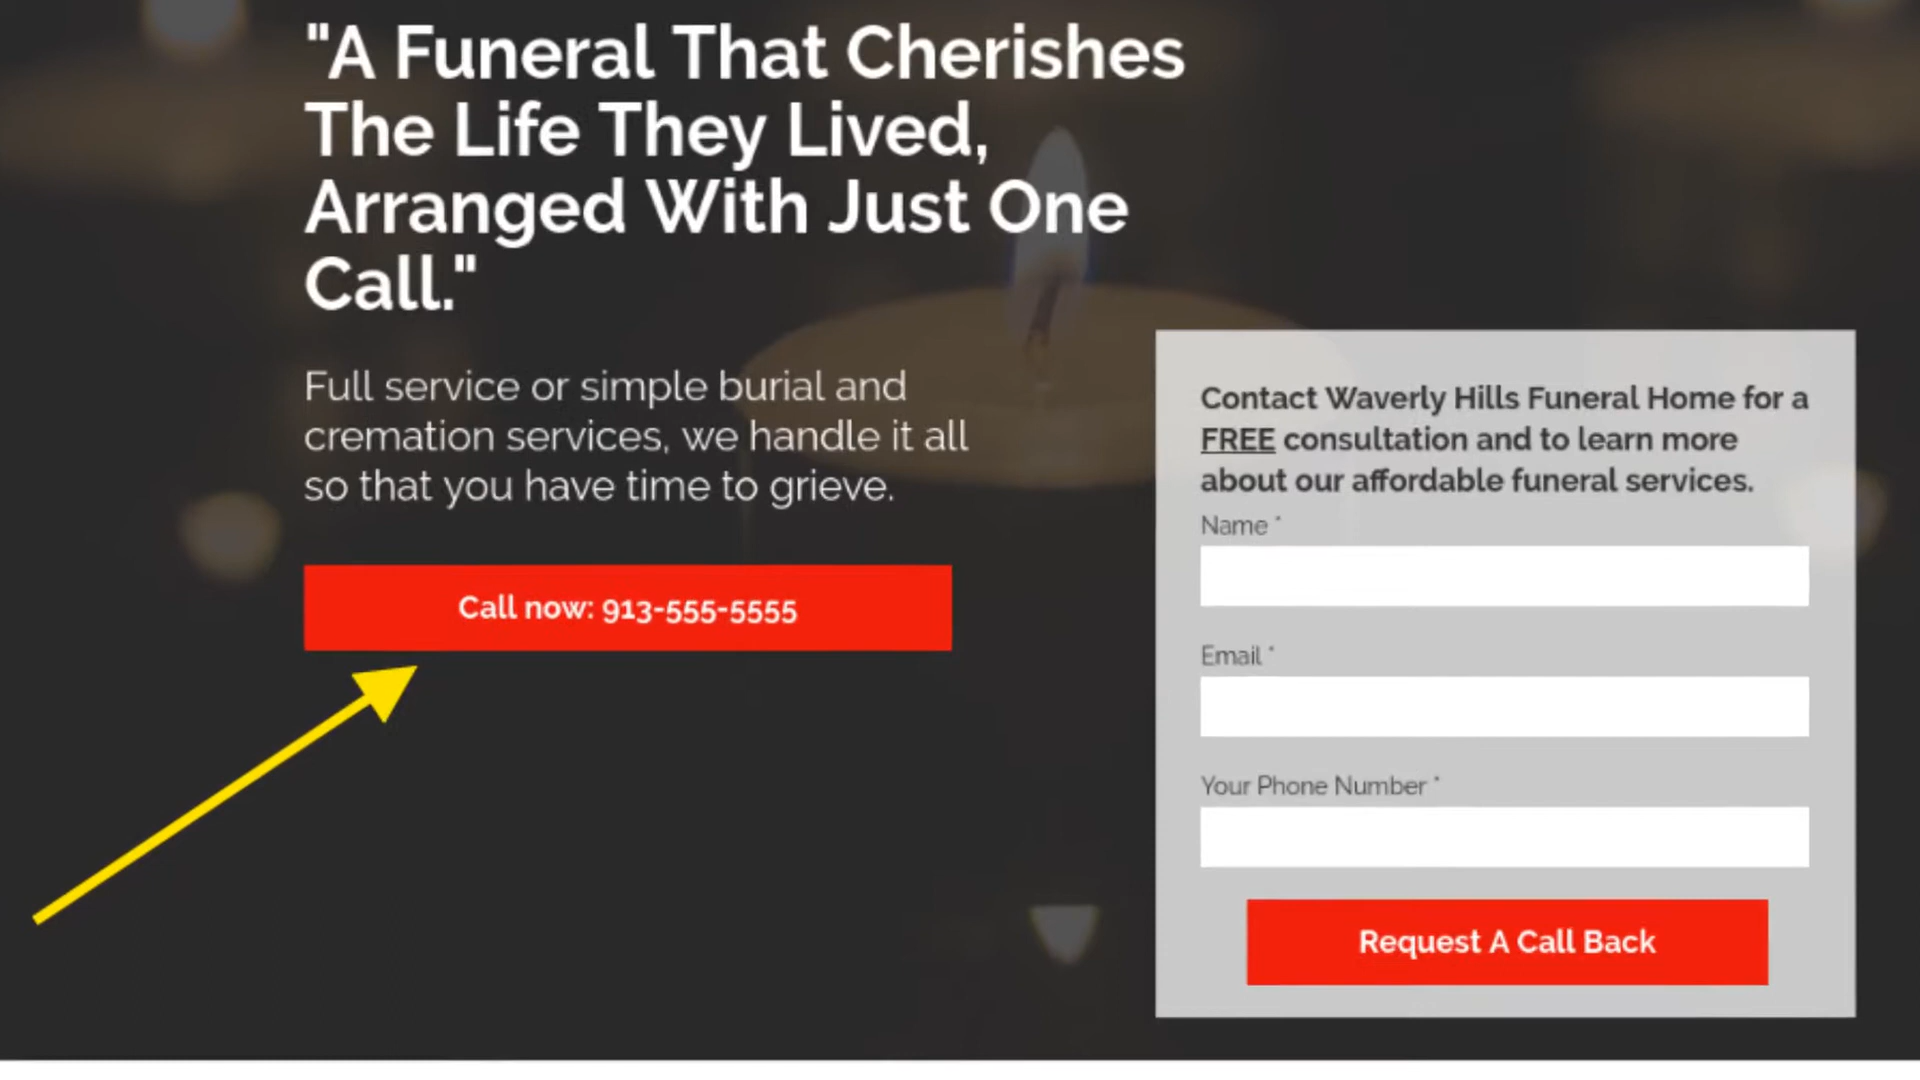 "A Funeral That Cherishes
The Life They Lived,
Arranged With Just One
Call."
Full service or simple burial and
cremation services, we handle it all
so that you have time to grieve.
Call now: 913-555-5555
Contact Waverly Hills Funeral Home for a
FREE consultation and to learn more
about our affordable funeral services.
Name *
Email *
Your Phone Number *
Request A Call Back